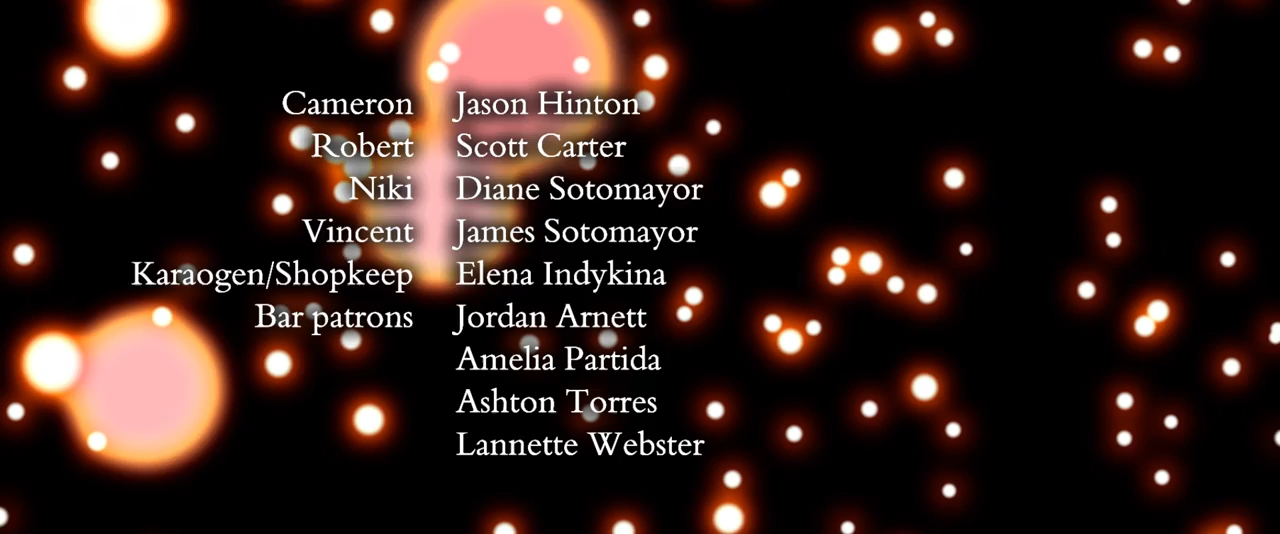 Cameron Jason Hinton
Robert Scott Carter
Niki Diane Sotomayor
Vincent James Sotomayor
Karaogen/Shopkeep Elena Indykina
Bar patrons Jordan Arnett
Amelia Partida
Ashton Torres
Lannette Webster